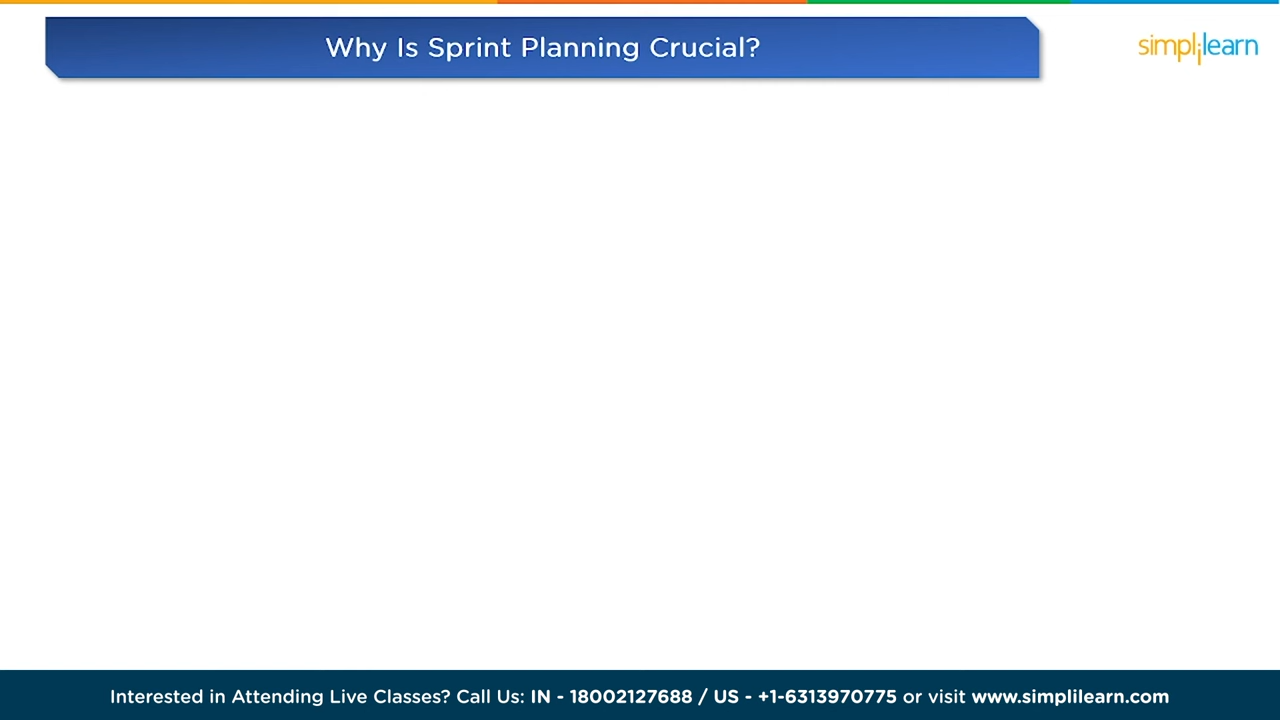 Why Is Sprint Planning Crucial?
simplilearn
Interested in Attending Live Classes? Call Us: IN - 18002127688 / US - +1-6313970775 or visit www.simplilearn.com